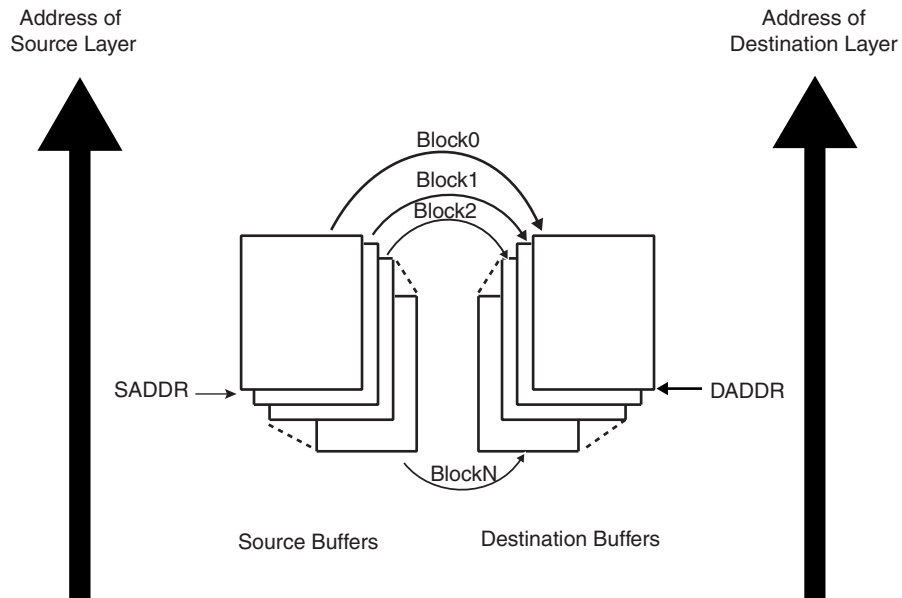 Address of
Source Layer
Address of
Destination Layer
Block0
Block1
Block2
SADDR
DADDR
BlockN
Source Buffers
Destination Buffers